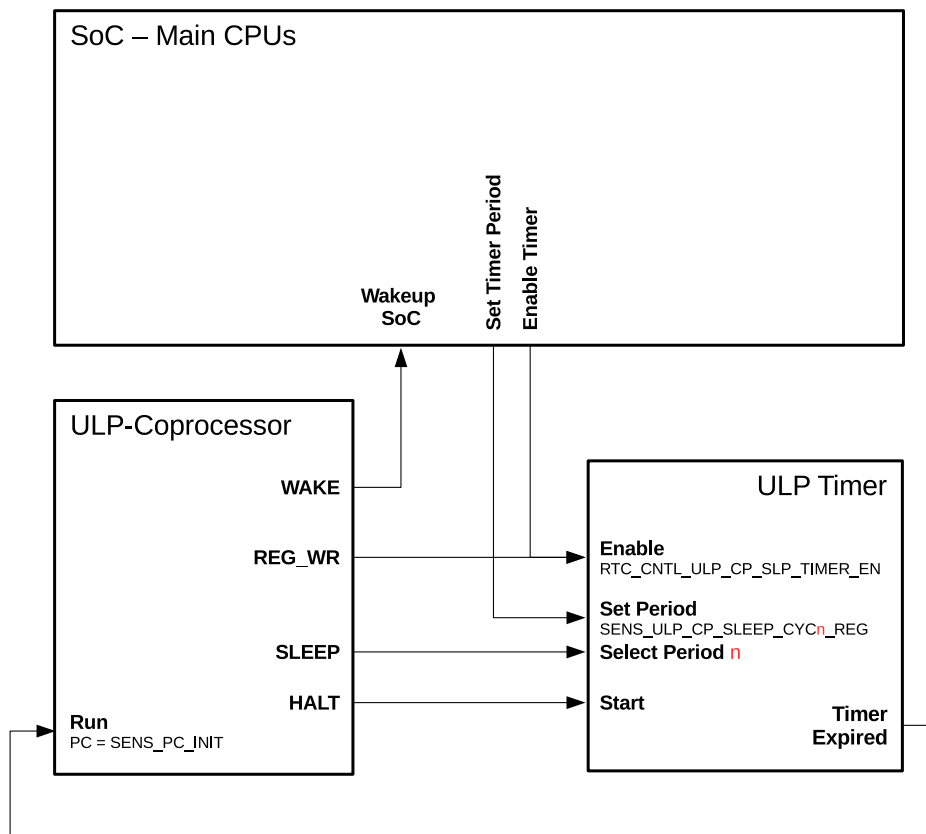 SoC – Main CPUs
Set Timer Period
Enable Timer
Wakeup
SoC
ULP-Coprocessor
WAKE
REG_WR
SLEEP
HALT
Run
PC = SENS_PC_INIT
ULP Timer
Enable
RTC_CNTL_ULP_CP_SLP_TIMER_EN
Set Period
SENS_ULP_CP_SLEEP_CYCn_REG
Select Period n
Start
Timer
Expired